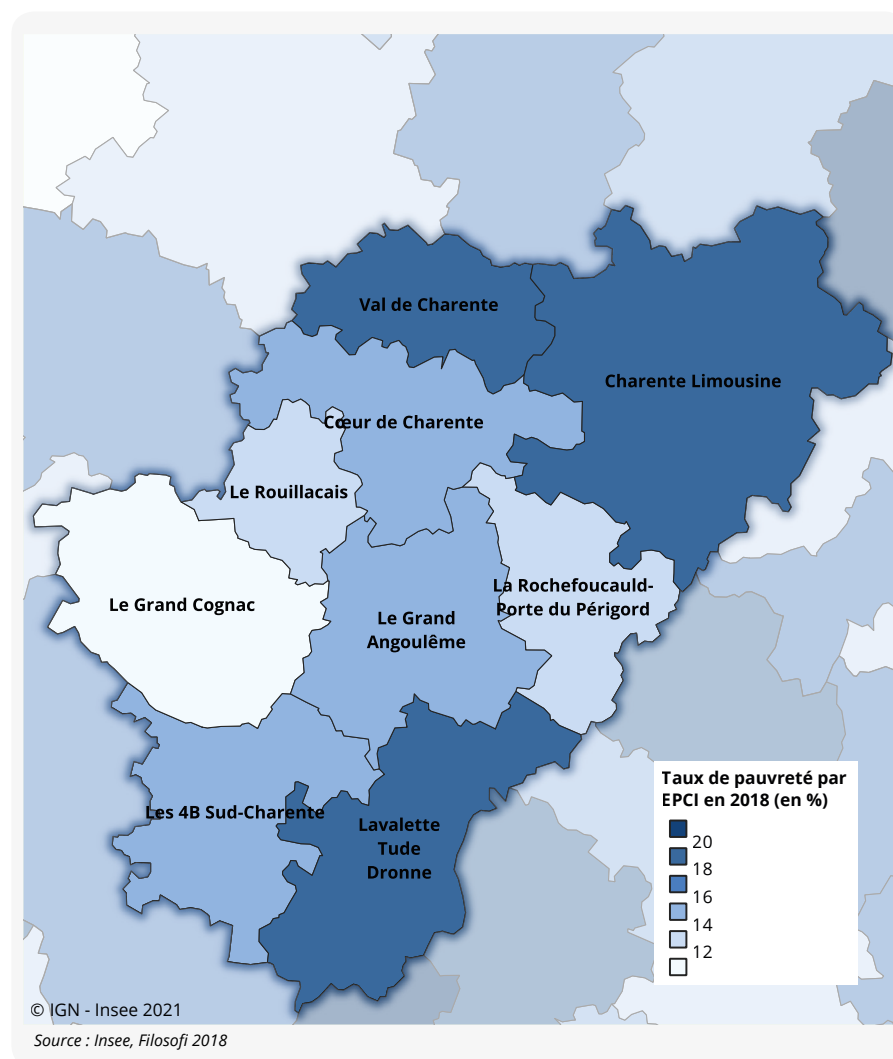 Val de Charente
Charente Limousine
Cœur de Charente
Le Rouillacais
La Rochefoucauld-
Porte du Périgord
Le Grand Cognac
Le Grand
Angoulême
Les 4B Sud-Charente
Lavalette
Tude
Dronne
Taux de pauvreté par
EPCI en 2018 (en %)
20
18
16
14
12
© IGN - Insee 2021
Source : Insee, Filosofi 2018